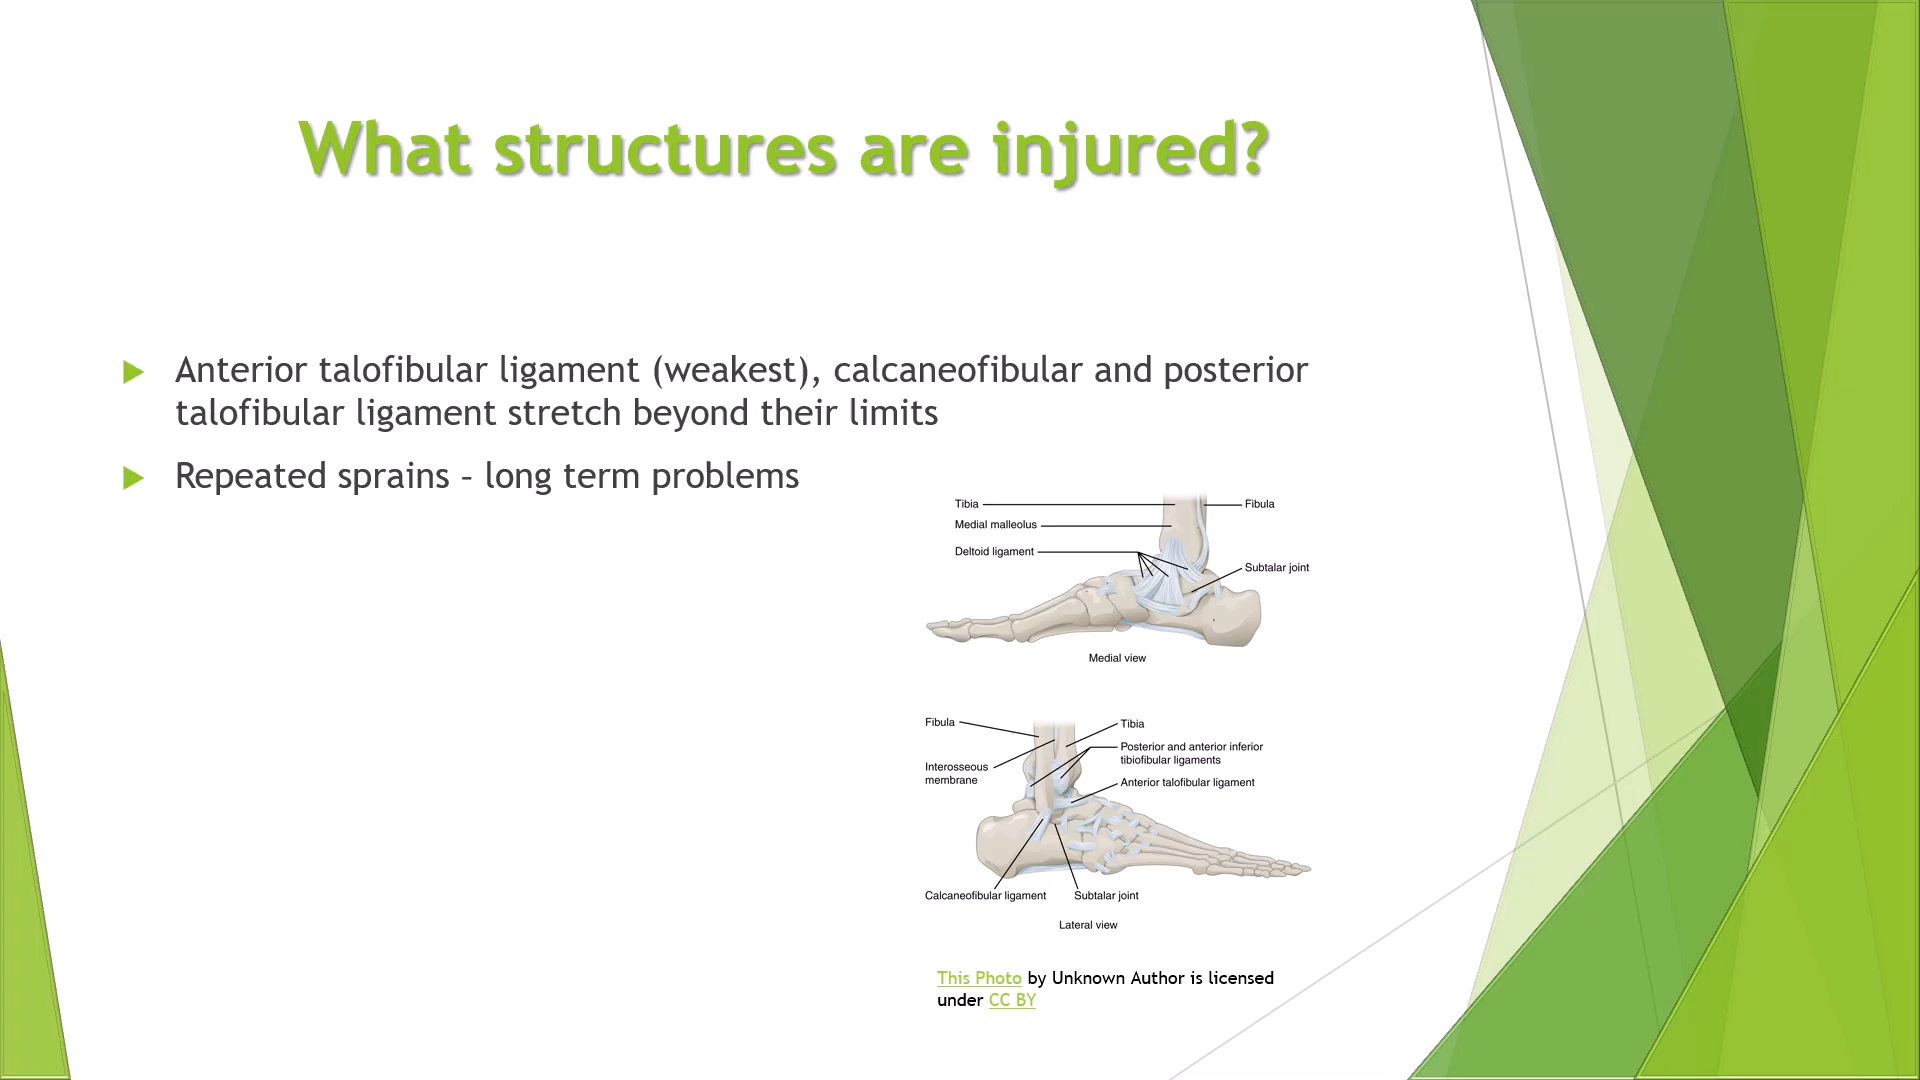 What structures are injured?
Anterior talofibular ligament (weakest), calcaneofibular and posterior
talofibular ligament stretch beyond their limits
Repeated sprains – long term problems
Tibia
Fibula
Medial malleolus
Deltoid ligament
Subtalar joint
Medial view
Fibula
Tibia
Posterior and anterior inferior
tibiofibular ligaments
Interosseous
membrane
Anterior talofibular ligament
Calcaneofibular ligament
Subtalar joint
Lateral view
This Photo by Unknown Author is licensed
under CC BY